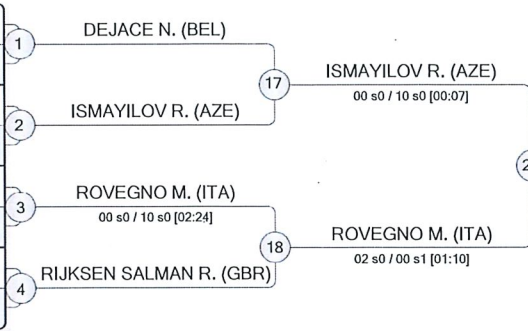 1
DEJACE N. (BEL)
17
ISMAYILOV R. (AZE)
00 s0 / 10 s0 [00:07]
2
ISMAYILOV R. (AZE)
3
ROVEGNO M. (ITA)
00 s0 / 10 s0 [02:24]
18
ROVEGNO M. (ITA)
02 s0 / 00 s1 [01:10]
4
RIJKSEN SALMAN R. (GBR)